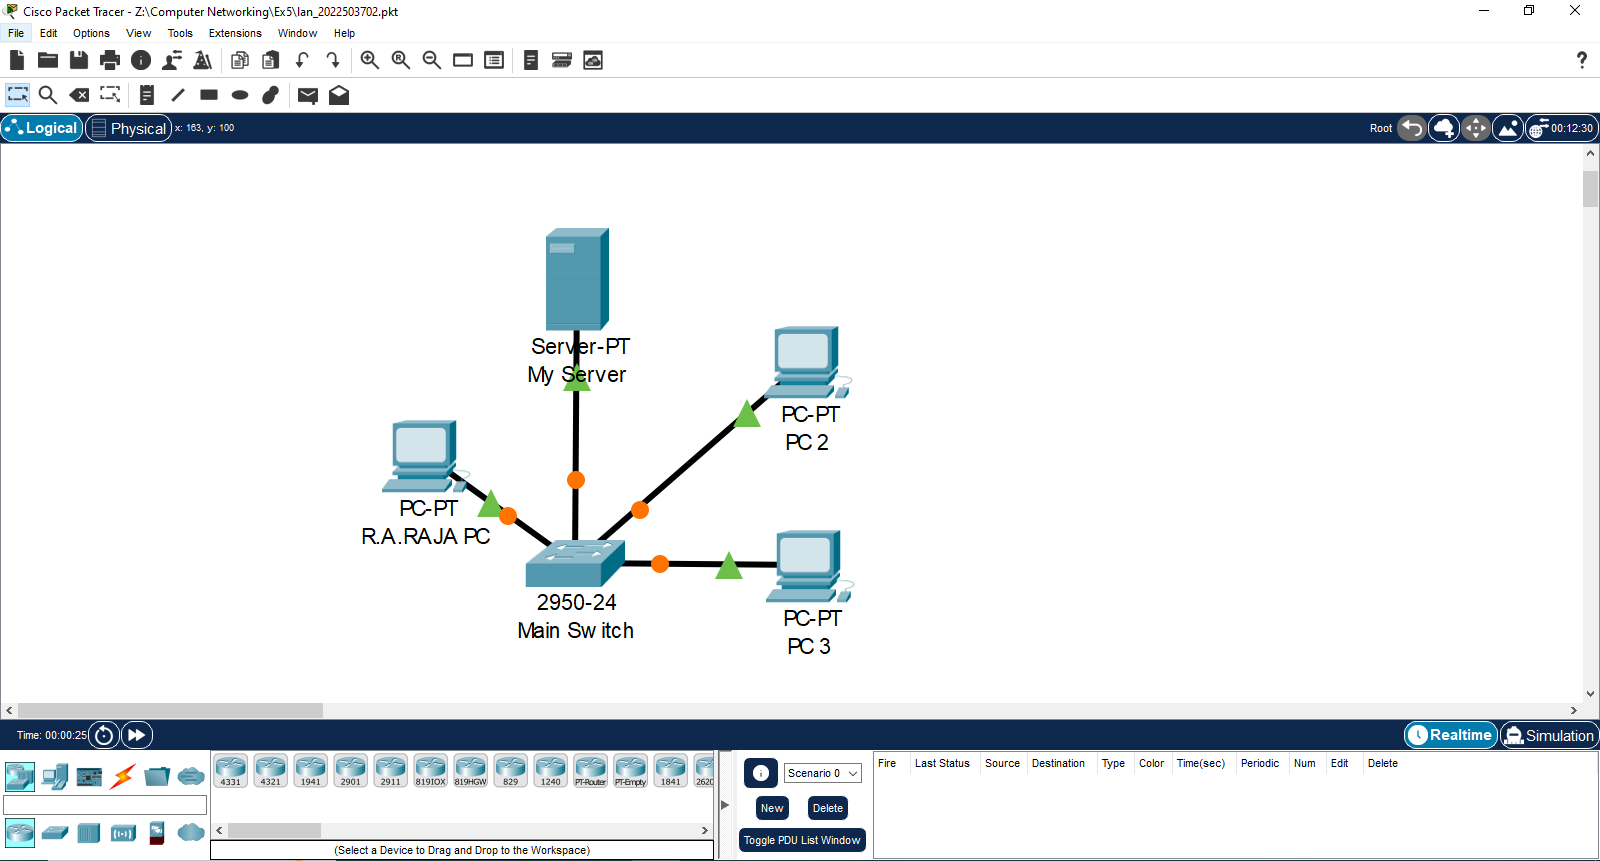 Cisco Packet Tracer - Z:\Computer Networking\Ex5\lan_2022503702.pkt
File Edit Options View Tools Extensions Window Help
?
Logical Physical x: 163, y: 100 Root 00:12:30
Server-PT
My Server
PC-PT
PC 2
PC-PT
R.A.RAJA PC
2950-24
Main Switch
PC-PT
PC 3
Time: 00:00:25 Realtime Simulation
4331 4321 1941 2901 2911 819IOX 819HGW 829 1240 PT-Router PT-Empty 1841 2620
(Select a Device to Drag and Drop to the Workspace)
Scenario 0
New Delete
Toggle PDU List Window
Fire Last Status Source Destination Type Color Time(sec) Periodic Num Edit Delete